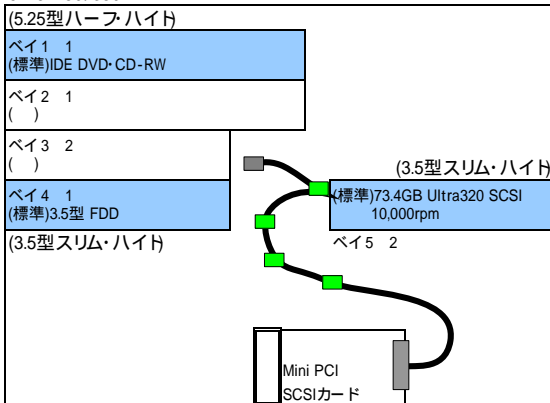 (5.25型ハーフ・ハイト)
ベイ1 1
(標準)IDE DVD・CD-RW
ベイ2 1
( )
ベイ3 2
( )
ベイ4 1
(標準)3.5型 FDD
(3.5型スリム・ハイト)
(3.5型スリム・ハイト)
(標準)73.4GB Ultra320 SCSI
10,000rpm
ベイ5 2
Mini PCI
SCSIカード